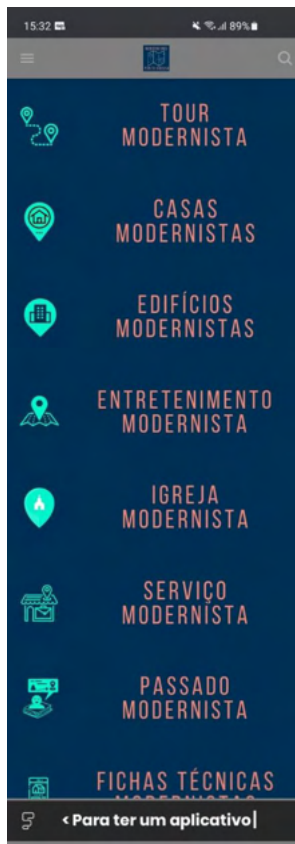 15:32
89%
TOUR
MODERNISTA
CASAS
MODERNISTAS
EDIFÍCIOS
MODERNISTAS
ENTRETENIMENTO
MODERNISTA
IGREJA
MODERNISTA
SERVIÇO
MODERNISTA
PASSADO
MODERNISTA
FICHAS TÉCNICAS
MODERNISTAS
< Para ter um aplicativo